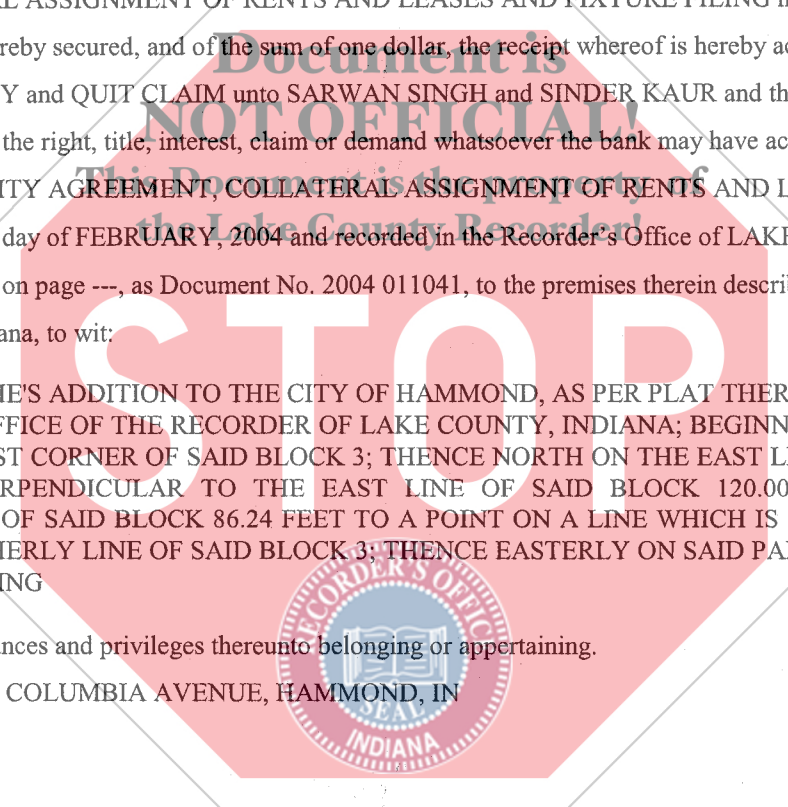 L ASSIGNMENT OF RENTS AND LEASES AND FIXTURE FILING
reby secured, and of the sum of one dollar, the receipt whereof is hereby a
Document is
Y and QUIT CLAIM unto SARWAN SINGH and SINDER KAUR and th
NOT OFFICIAL!
the right, title, interest, claim or demand whatsoever the bank may have ac
This Document is the property of
ITY AGREEMENT, COLLATERAL ASSIGNMENT OF RENTS AND L
the Lake County Recorder!
day of FEBRUARY, 2004 and recorded in the Recorder's Office of LAKE
on page ---, as Document No. 2004 011041, to the premises therein describ
ana, to wit:
STOP
IE'S ADDITION TO THE CITY OF HAMMOND, AS PER PLAT THER
FFICE OF THE RECORDER OF LAKE COUNTY, INDIANA; BEGINN
ST CORNER OF SAID BLOCK 3; THENCE NORTH ON THE EAST L
RPENDICULAR TO THE EAST LINE OF SAID BLOCK 120.00
OF SAID BLOCK 86.24 FEET TO A POINT ON A LINE WHICH IS
IERLY LINE OF SAID BLOCK 3; THENCE EASTERLY ON SAID PA
ING
RECORDER'S OFFICE
nces and privileges thereunto belonging or appertaining.
COLUMBIA AVENUE, HAMMOND, IN
SEAL
INDIANA